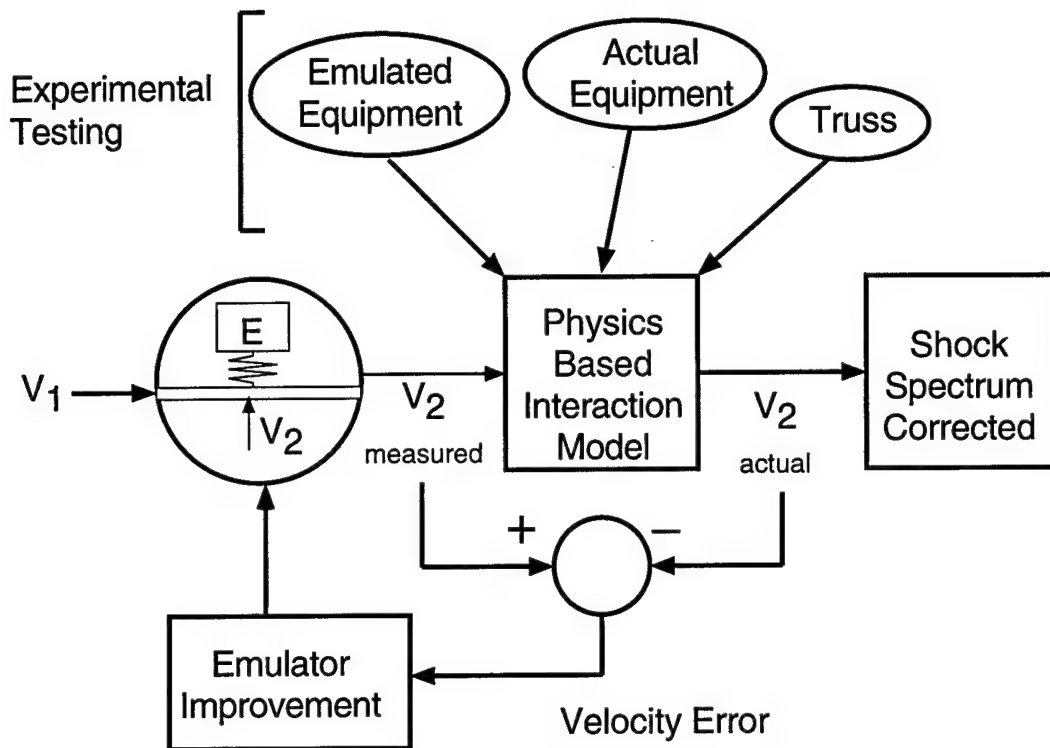 Experimental
Testing
Emulated
Equipment
Actual
Equipment
Truss
V1
E
V2
V2
measured
Physics
Based
Interaction
Model
V2
actual
Shock
Spectrum
Corrected
+
−
Emulator
Improvement
Velocity Error